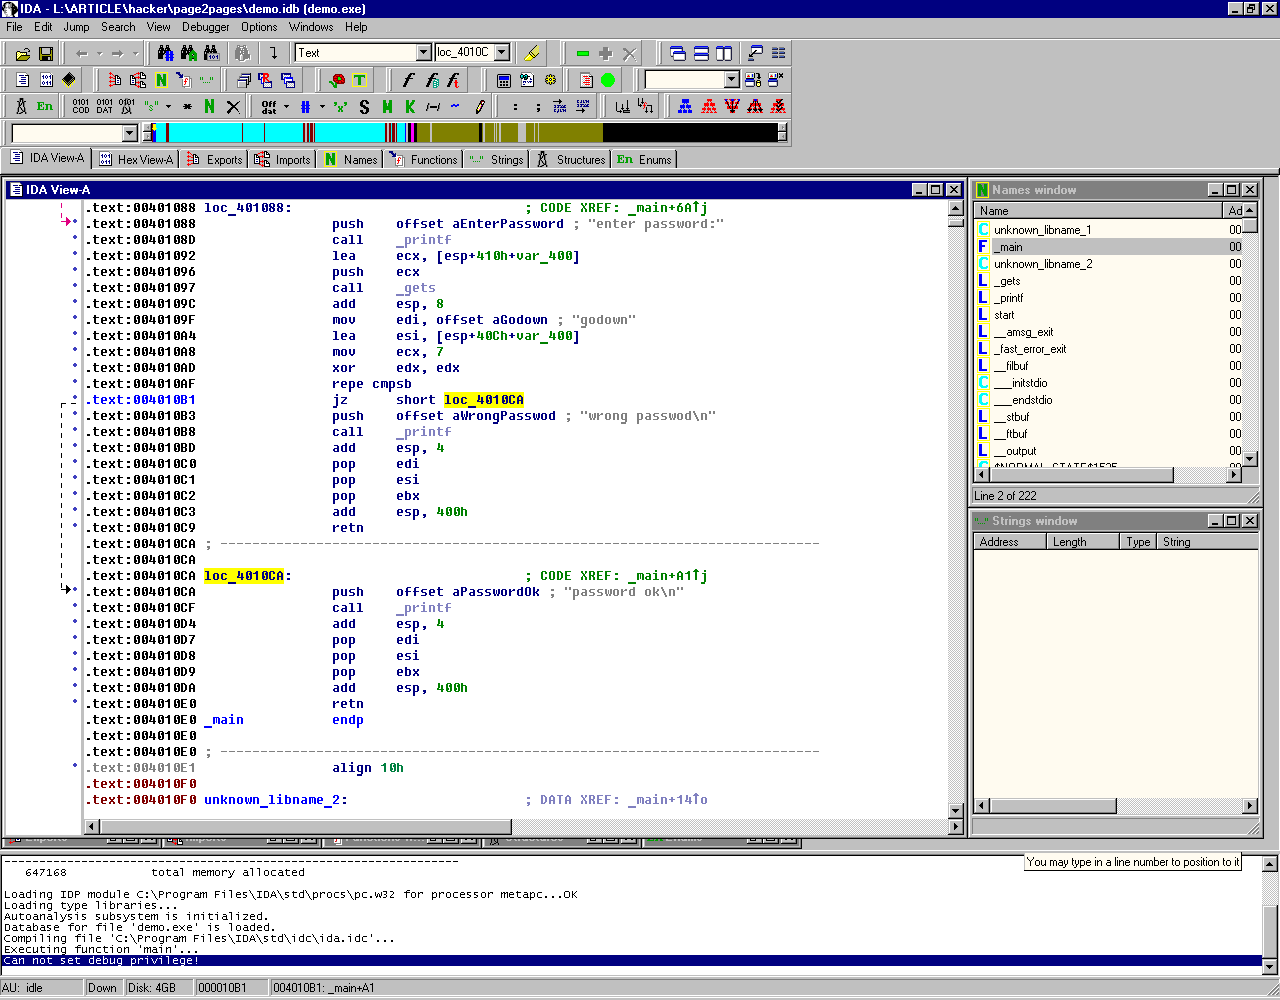 IDA - L:\ARTICLE\hacker\page2pages\demo.idb (demo.exe)
File Edit Jump Search View Debugger Options Windows Help
Text loc_4010C
En 0101 COD 0101 DAT 0101 DAT "s" * N X Off dat # 'x' S M K
IDA View-A Hex View-A Exports Imports N Names Functions Strings Structures En Enums
IDA View-A
.text:00401088 loc_401088: ; CODE XREF: _main+6A↑j
.text:00401088 push offset aEnterPassword ; "enter password:"
.text:0040108D call _printf
.text:00401092 lea ecx, [esp+410h+var_400]
.text:00401096 push ecx
.text:00401097 call _gets
.text:0040109C add esp, 8
.text:0040109F mov edi, offset aGodown ; "godown"
.text:004010A4 lea esi, [esp+40Ch+var_400]
.text:004010A8 mov ecx, 7
.text:004010AD xor edx, edx
.text:004010AF repe cmpsb
.text:004010B1 jz short loc_4010CA
.text:004010B3 push offset aWrongPasswod ; "wrong passwod\n"
.text:004010B8 call _printf
.text:004010BD add esp, 4
.text:004010C0 pop edi
.text:004010C1 pop esi
.text:004010C2 pop ebx
.text:004010C3 add esp, 400h
.text:004010C9 retn
.text:004010CA ; ---------------------------------------------------------------------------
.text:004010CA
.text:004010CA loc_4010CA: ; CODE XREF: _main+A1↑j
.text:004010CA push offset aPasswordOk ; "password ok\n"
.text:004010CF call _printf
.text:004010D4 add esp, 4
.text:004010D7 pop edi
.text:004010D8 pop esi
.text:004010D9 pop ebx
.text:004010DA add esp, 400h
.text:004010E0 retn
.text:004010E0 _main endp
.text:004010E0
.text:004010E0 ; ---------------------------------------------------------------------------
.text:004010E1 align 10h
.text:004010F0
.text:004010F0 unknown_libname_2: ; DATA XREF: _main+14↑o
Names window
Name Ad
C unknown_libname_1 00
F _main 00
C unknown_libname_2 00
L _gets 00
L _printf 00
L start 00
L __amsg_exit 00
L _fast_error_exit 00
L __filbuf 00
C ___initstdio 00
C ___endstdio 00
L __stbuf 00
L __ftbuf 00
L __output 00
Line 2 of 222
Strings window
Address Length Type String
You may type in a line number to position to it
---------------------------------------------------------------------
647168 total memory allocated
Loading IDP module C:\Program Files\IDA\std\procs\pc.w32 for processor metapc...OK
Loading type libraries...
Autoanalysis subsystem is initialized.
Database for file 'demo.exe' is loaded.
Compiling file 'C:\Program Files\IDA\std\idc\ida.idc'...
Executing function 'main'...
Can not set debug privilege!
AU: idle Down Disk: 4GB 000010B1 004010B1: _main+A1